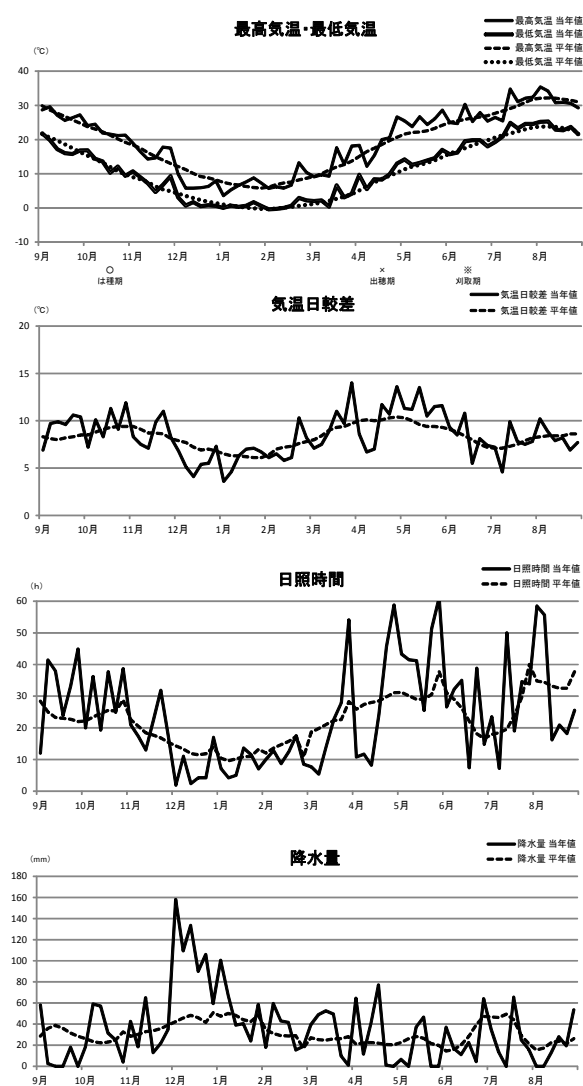 最高気温・最低気温
最高気温 当年値
最低気温 当年値
最高気温 平年値
最低気温 平年値
(℃)
40
30
20
10
0
-10
9月 10月 11月 12月 1月 2月 3月 4月 5月 6月 7月 8月
○ × ※
は種期 出穂期 刈取期
気温日較差
気温日較差 当年値
気温日較差 平年値
(℃)
20
15
10
5
0
9月 10月 11月 12月 1月 2月 3月 4月 5月 6月 7月 8月
日照時間
日照時間 当年値
日照時間 平年値
(h)
60
50
40
30
20
10
0
9月 10月 11月 12月 1月 2月 3月 4月 5月 6月 7月 8月
降水量
降水量 当年値
降水量 平年値
(mm)
180
160
140
120
100
80
60
40
20
0
9月 10月 11月 12月 1月 2月 3月 4月 5月 6月 7月 8月